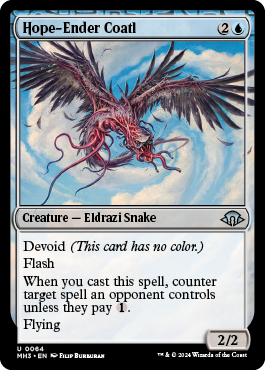 Hope-Ender Coatl 2
Creature — Eldrazi Snake
Devoid (This card has no color.)
Flash
When you cast this spell, counter
target spell an opponent controls
unless they pay 1.
Flying
2/2
U 0064
MH3 • EN Filip Burburan
™ & © 2024 Wizards of the Coast